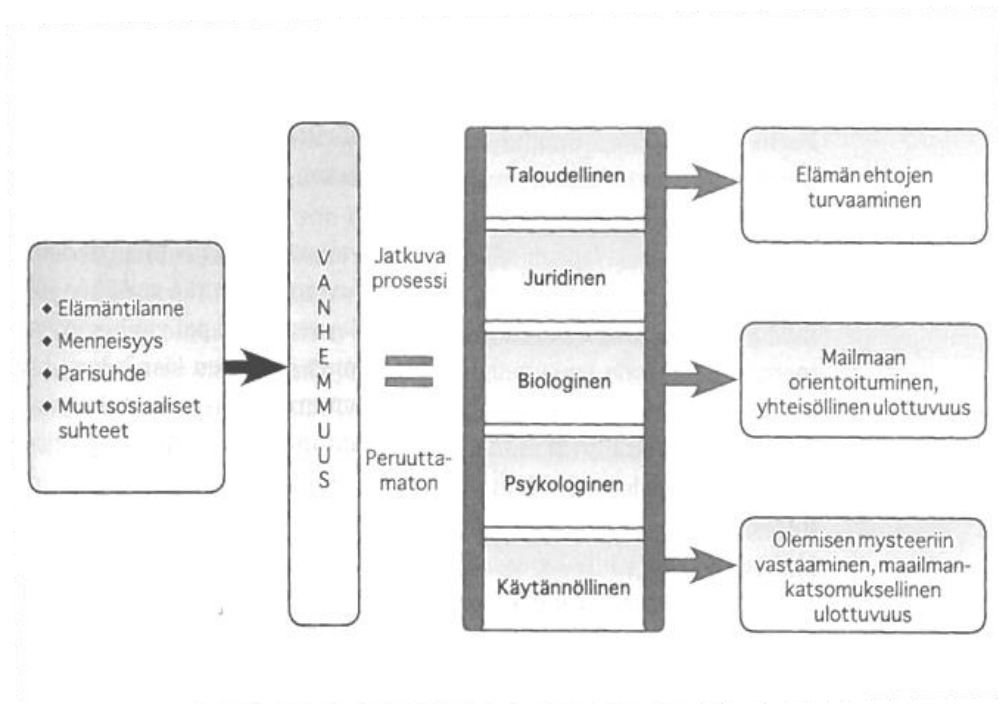 ◆ Elämäntilanne
◆ Menneisyys
◆ Parisuhde
◆ Muut sosiaaliset
suhteet
VANHEMMUUS
Jatkuva
prosessi
=
Peruutta-
maton
Taloudellinen
Juridinen
Biologinen
Psykologinen
Käytännöllinen
Elämän ehtojen
turvaaminen
Mailmaan
orientoituminen,
yhteisöllinen ulottuvuus
Olemisen mysteeriin
vastaaminen, maailman-
katsomuksellinen
ulottuvuus